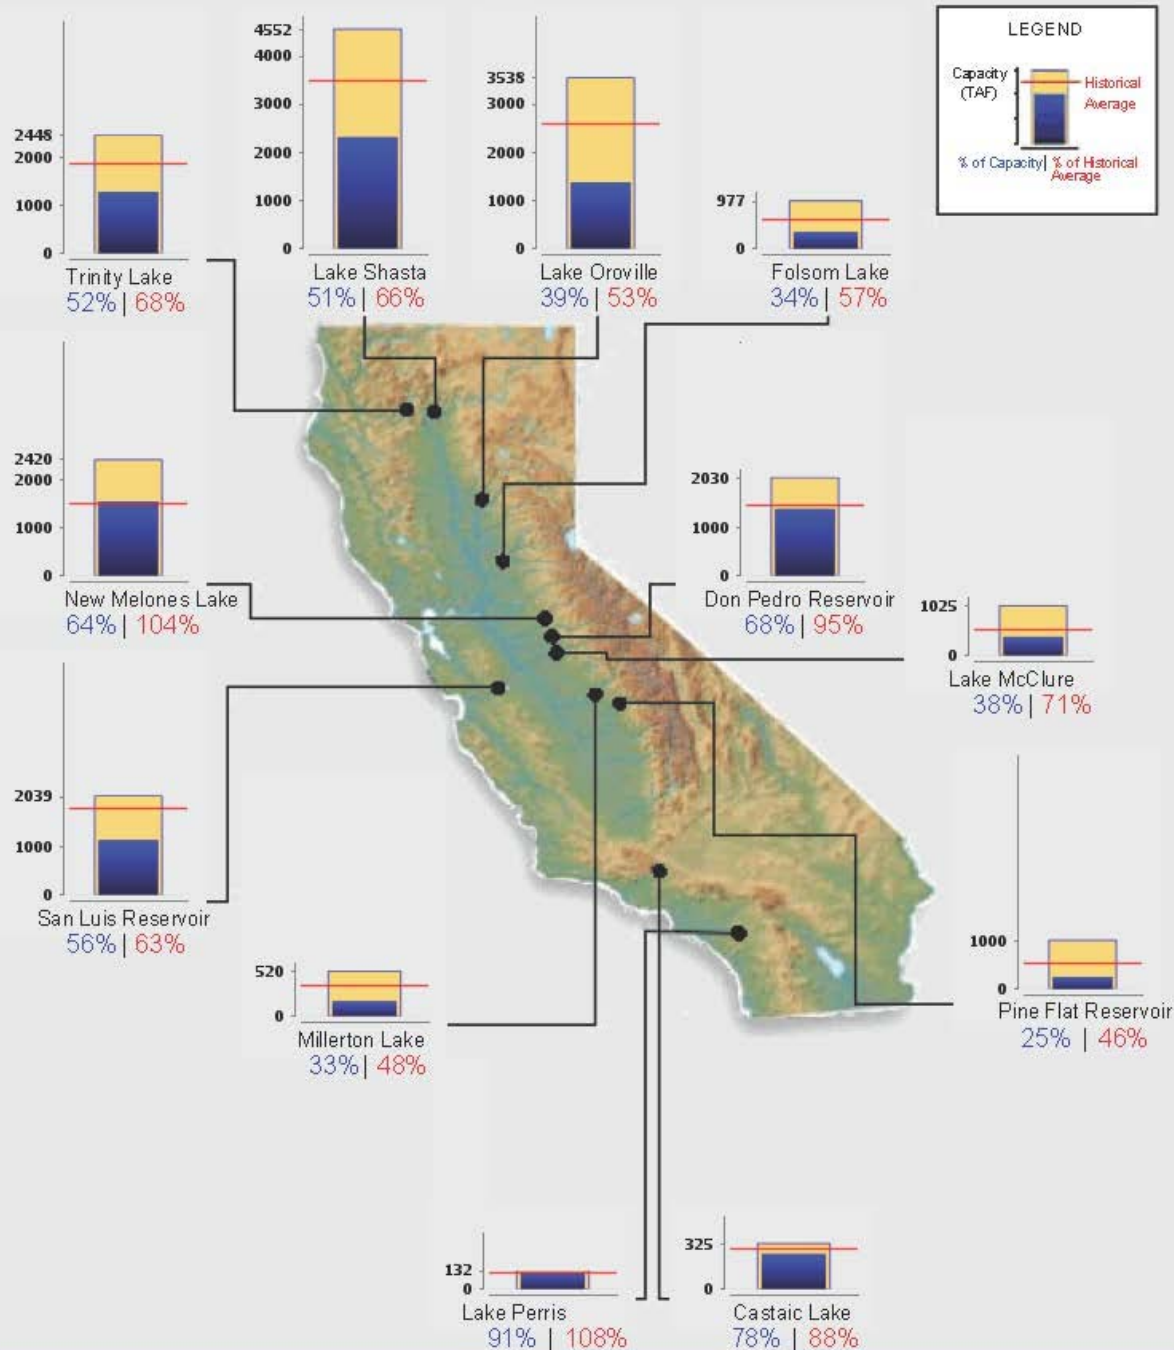 LEGEND
Capacity
(TAF)
Historical
Average
% of Capacity | % of Historical
Average
2448
2000
1000
0
Trinity Lake
52% | 68%
4552
4000
3000
2000
1000
0
Lake Shasta
51% | 66%
3538
3000
2000
1000
0
Lake Oroville
39% | 53%
977
0
Folsom Lake
34% | 57%
2420
2000
1000
0
New Melones Lake
64% | 104%
2030
1000
0
Don Pedro Reservoir
68% | 95%
1025
0
Lake McClure
38% | 71%
2039
1000
0
San Luis Reservoir
56% | 63%
520
0
Millerton Lake
33% | 48%
1000
0
Pine Flat Reservoir
25% | 46%
132
0
Lake Perris
91% | 108%
325
0
Castaic Lake
78% | 88%